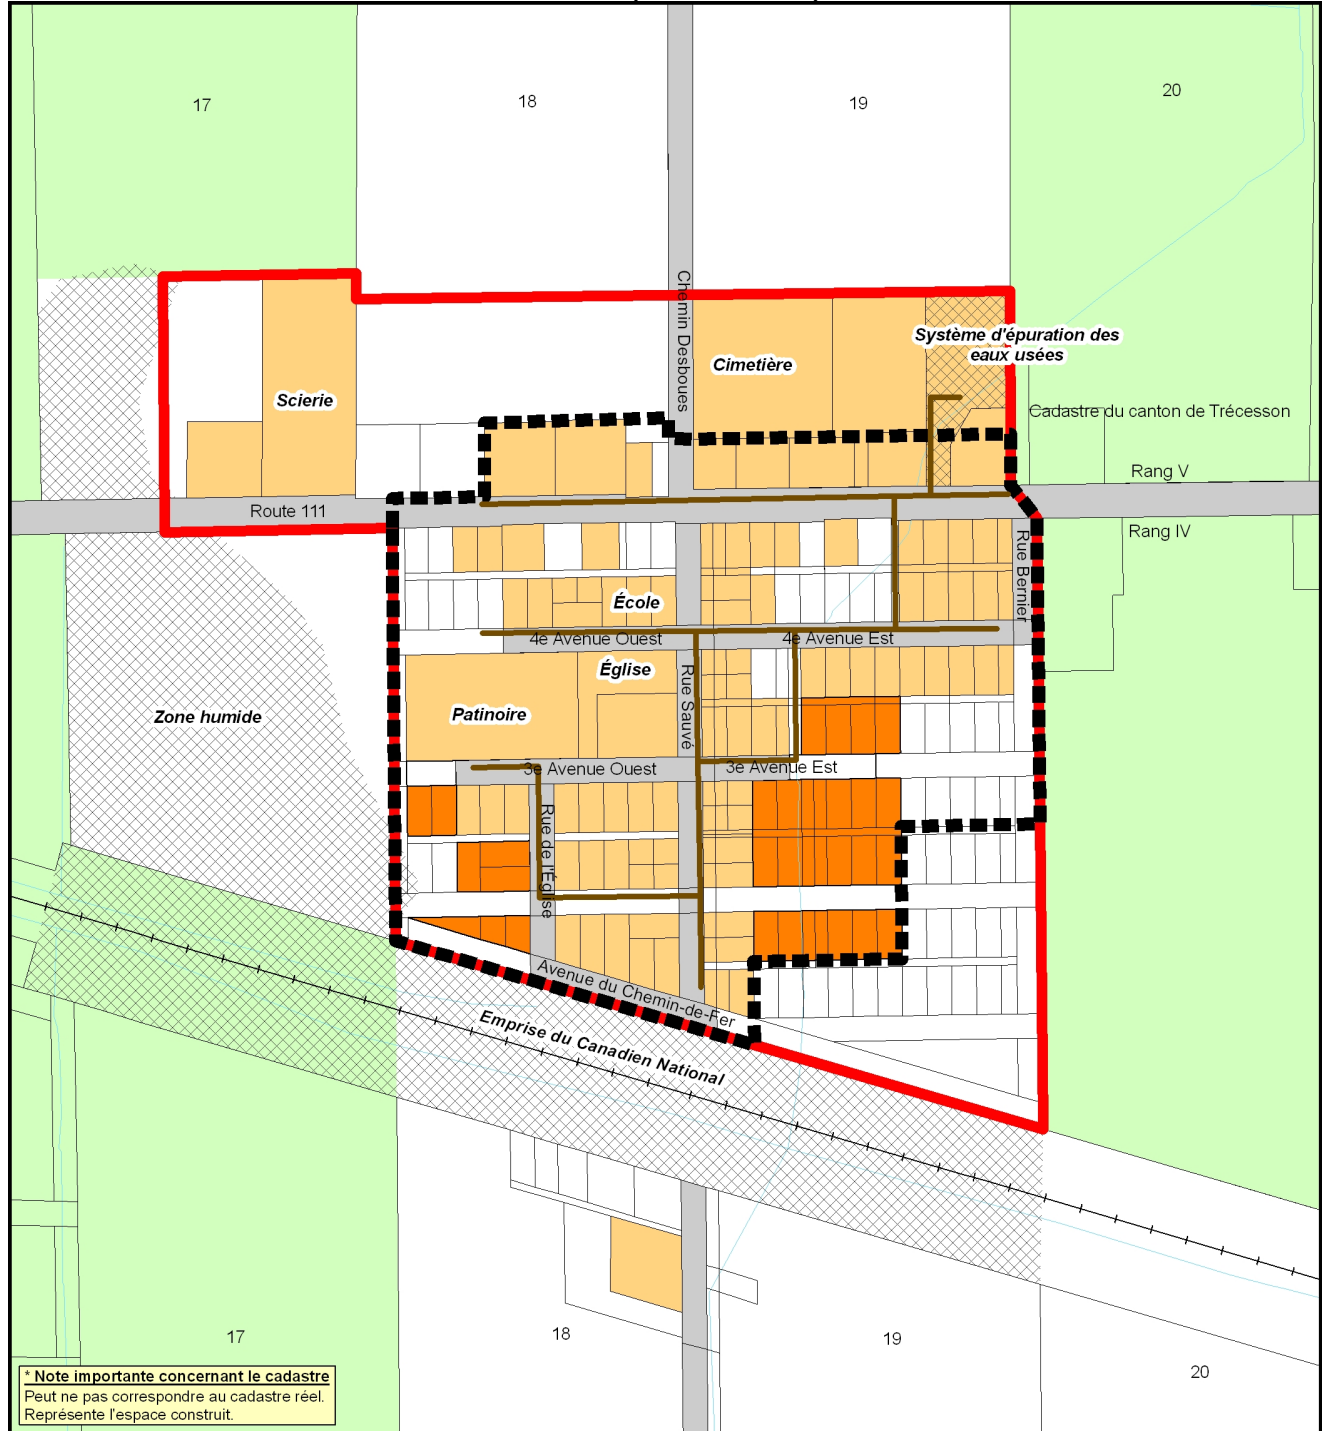 17
18
19
20
Chemin Desboues
Système d'épuration des
eaux usées
Cimetière
Scierie
Cadastre du canton de Trécesson
Rang V
Route 111
Rang IV
Rue Bernier
École
4e Avenue Ouest
4e Avenue Est
Église
Rue Sauvé
Patinoire
Zone humide
3e Avenue Ouest
3e Avenue Est
Rue de l'Église
Avenue du Chemin-de-Fer
Emprise du Canadien National
17
18
19
20
* Note importante concernant le cadastre
Peut ne pas correspondre au cadastre réel.
Représente l'espace construit.